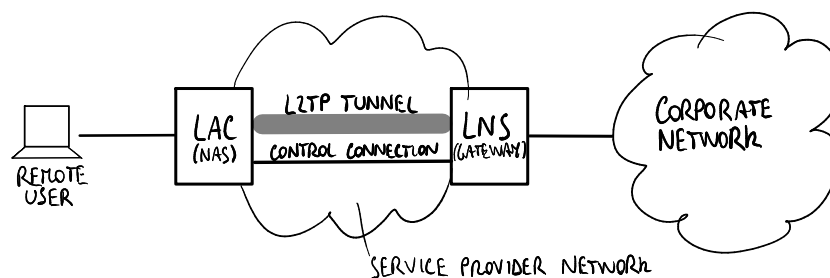 L2TP TUNNEL
LAC
(NAS)
LNS
(GATEWAY)
CONTROL CONNECTION
CORPORATE
NETWORK
REMOTE
USER
SERVICE PROVIDER NETWORK